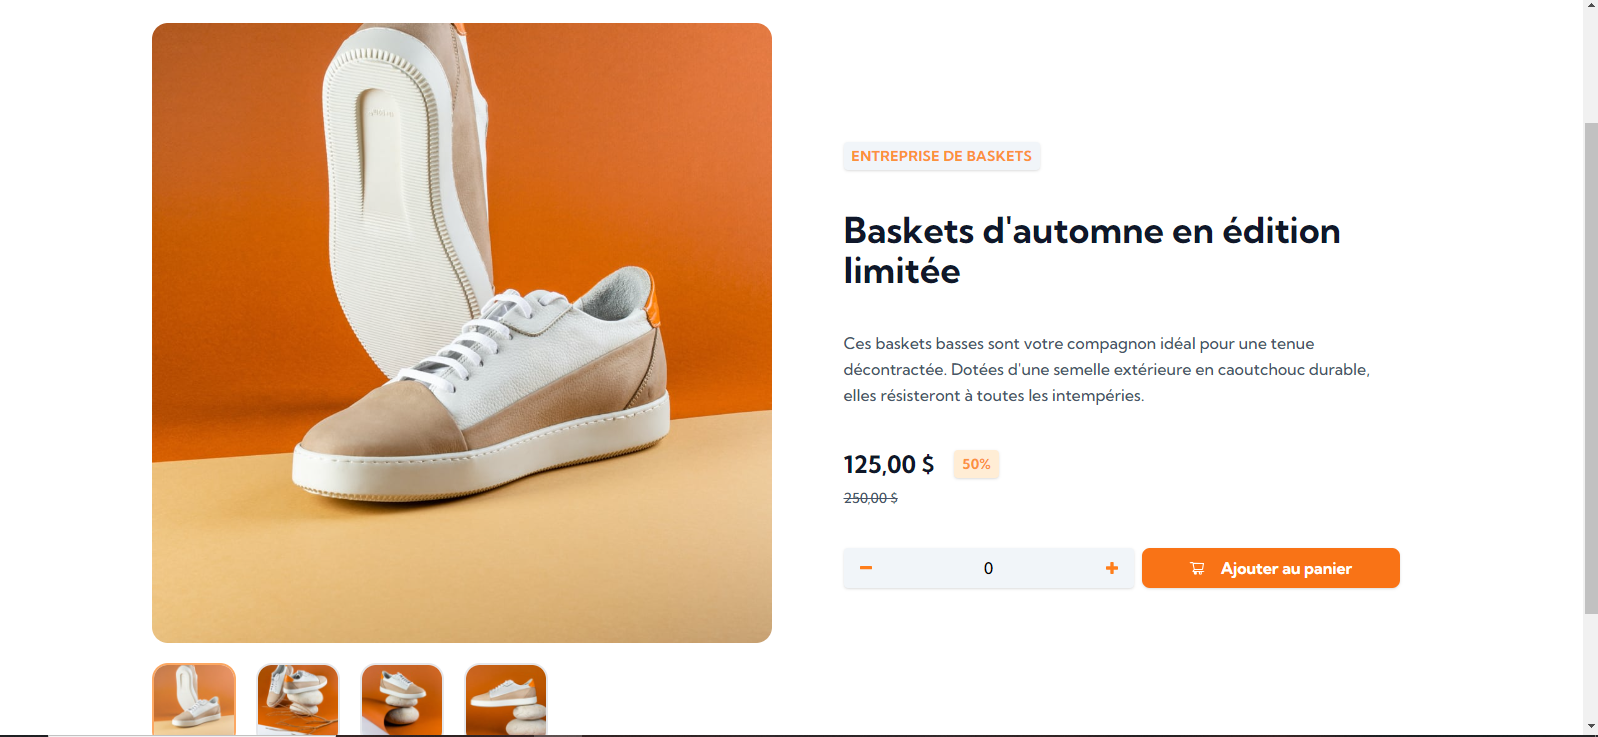 ENTREPRISE DE BASKETS
Baskets d'automne en édition
limitée
Ces baskets basses sont votre compagnon idéal pour une tenue
décontractée. Dotées d'une semelle extérieure en caoutchouc durable,
elles résisteront à toutes les intempéries.
125,00 $ 50%
250,00 $
0 Ajouter au panier